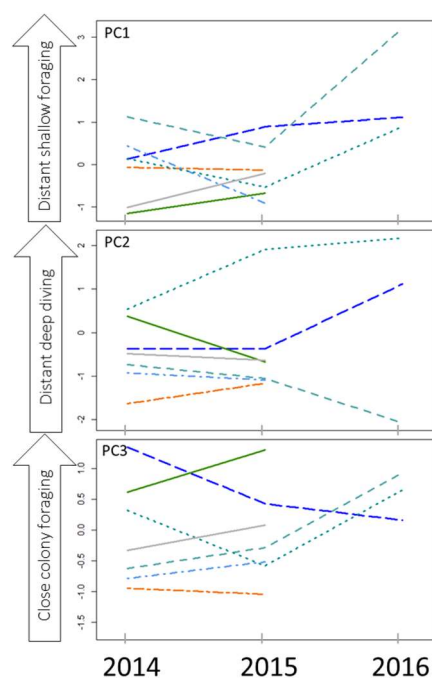 Distant shallow foraging
PC1
3
2
1
0
-1
Distant deep diving
PC2
2
1
0
-1
-2
Close colony foraging
PC3
1.0
0.5
0.0
-0.5
-1.0
-1.5
2014 2015 2016